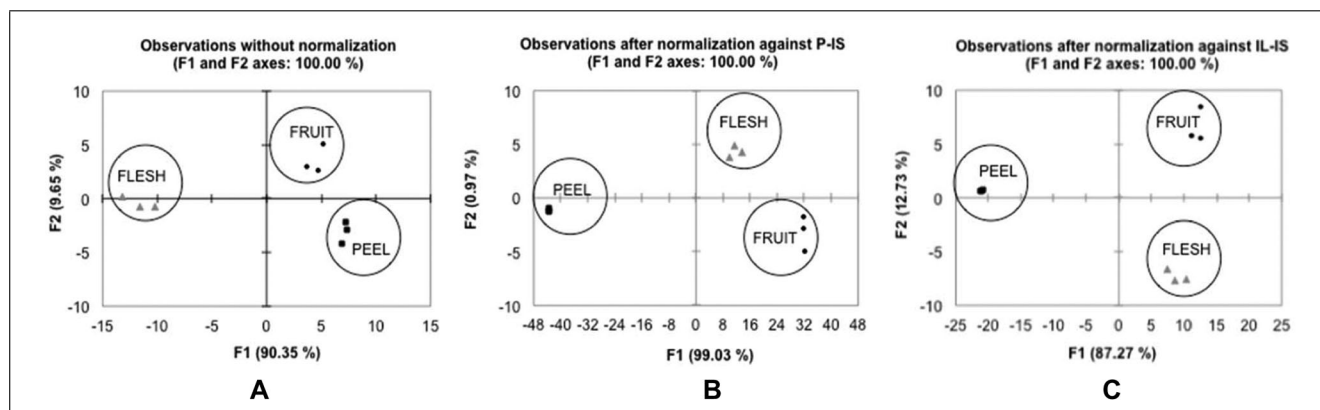 Observations without normalization
(F1 and F2 axes: 100.00 %)
10
5
0
-5
-10
F2 (9.65 %)
FRUIT
FLESH
PEEL
-15
-10
-5
0
5
10
15
F1 (90.35 %)
A
Observations after normalization against P-IS
(F1 and F2 axes: 100.00 %)
10
5
0
-5
-10
F2 (0.97 %)
FLESH
PEEL
FRUIT
-48 -40 -32 -24 -16 -8 0 8 16 24 32 40 48
F1 (99.03 %)
B
Observations after normalization against IL-IS
(F1 and F2 axes: 100.00 %)
10
5
0
-5
-10
F2 (12.73 %)
FRUIT
PEEL
FLESH
-25 -20 -15 -10 -5 0 5 10 15 20 25
F1 (87.27 %)
C